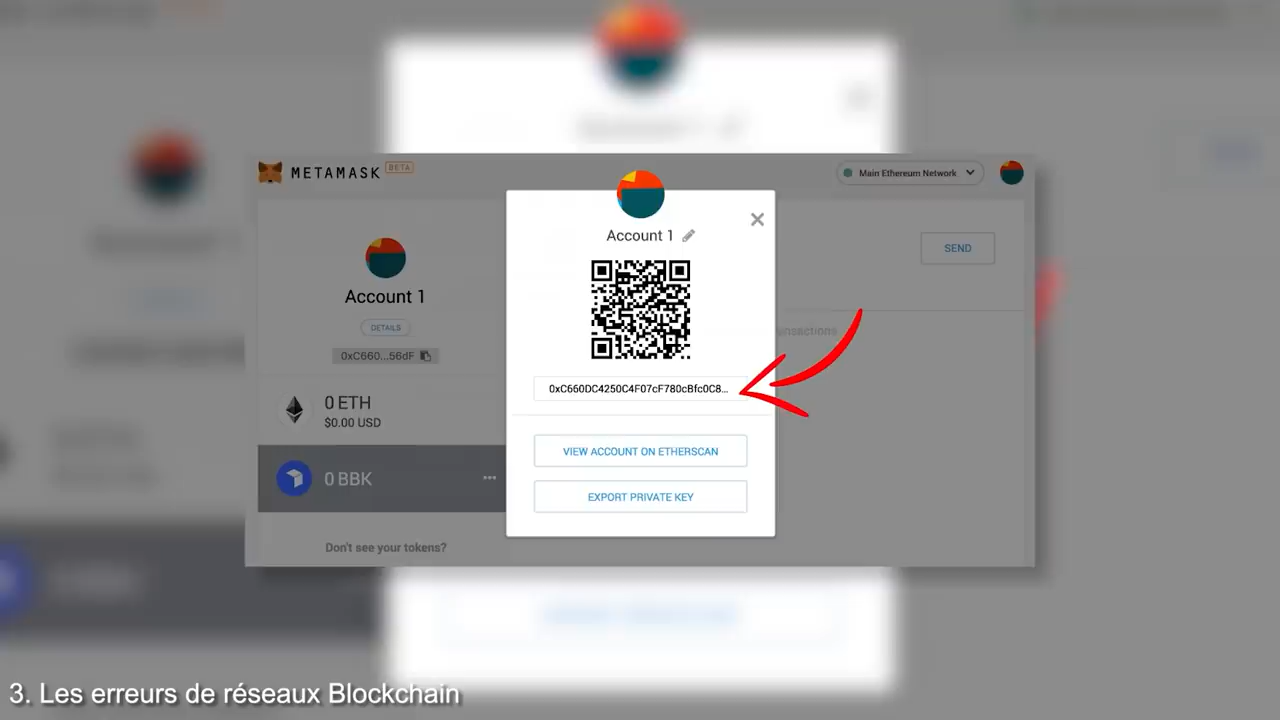 METAMASK BETA
Main Ethereum Network
Account 1
DETAILS
0xC660...56dF
0 ETH
$0.00 USD
0 BBK
Don't see your tokens?
Account 1
0xC660DC4250C4F07cF780cBfc0C8...
VIEW ACCOUNT ON ETHERSCAN
EXPORT PRIVATE KEY
SEND
3. Les erreurs de réseaux Blockchain